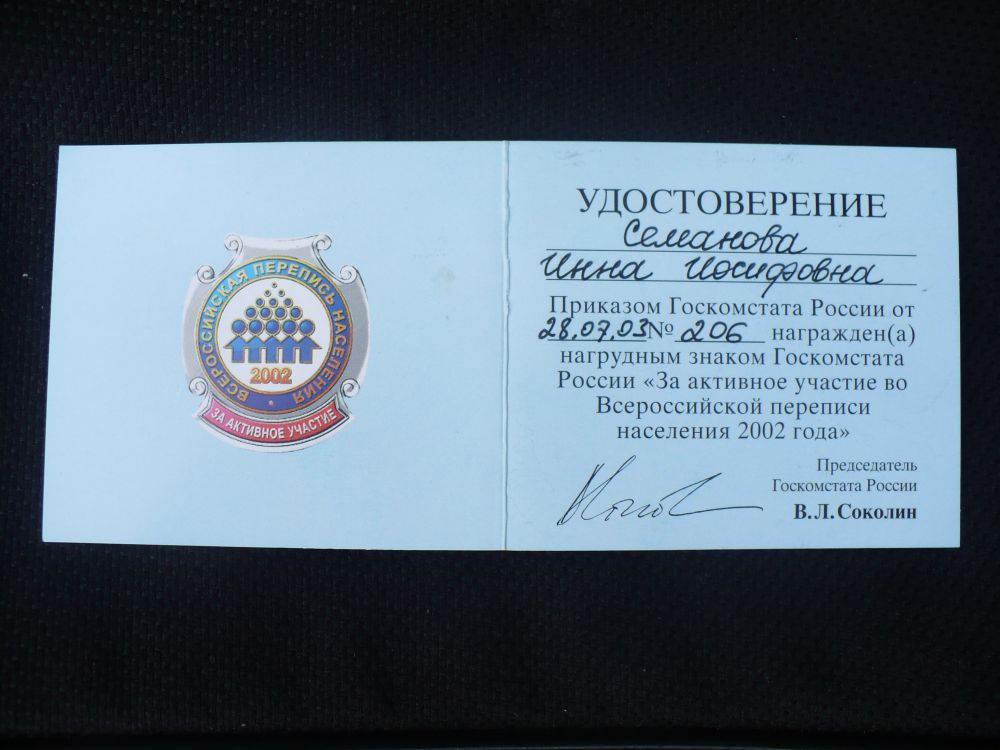 ВСЕРОССИЙСКАЯ ПЕРЕПИСЬ НАСЕЛЕНИЯ
2002
ЗА АКТИВНОЕ УЧАСТИЕ
УДОСТОВЕРЕНИЕ
Семанова
Инна Иосифовна
Приказом Госкомстата России от
28.07.03 № 206 награжден(а)
нагрудным знаком Госкомстата
России «За активное участие во
Всероссийской переписи
населения 2002 года»
Председатель
Госкомстата России
В.Л.Соколин